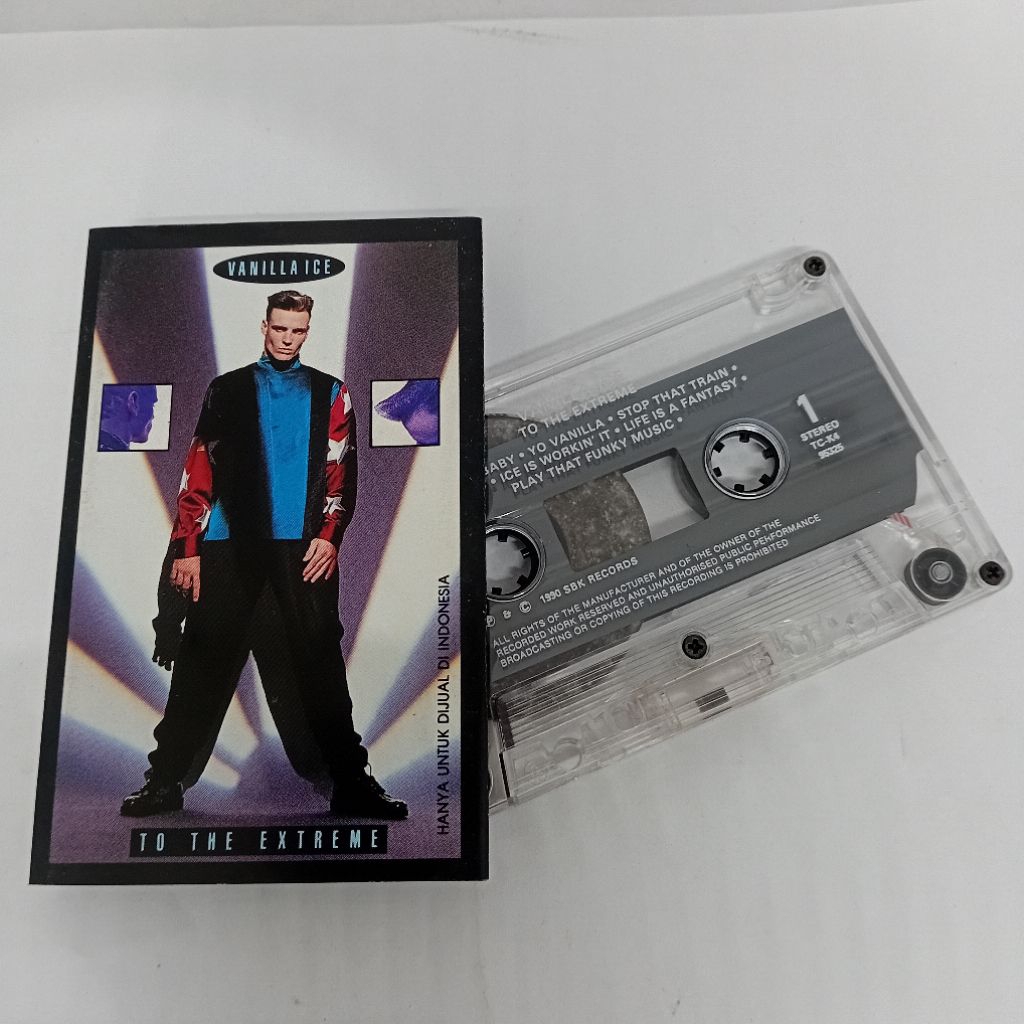 VANILLA ICE
HANYA UNTUK DIJUAL DI INDONESIA
TO THE EXTREME
TO THE EXTREME
BABY • YO VANILLA • STOP THAT TRAIN •
• ICE IS WORKIN' IT • LIFE IS A FANTASY •
PLAY THAT FUNKY MUSIC •
1
STEREO
TC-K4
95325
℗ & © 1990 SBK RECORDS
ALL RIGHTS OF THE MANUFACTURER AND OF THE OWNER OF THE
RECORDED WORK RESERVED AND UNAUTHORISED PUBLIC PERFORMANCE
BROADCASTING OR COPYING OF THIS RECORDING IS PROHIBITED